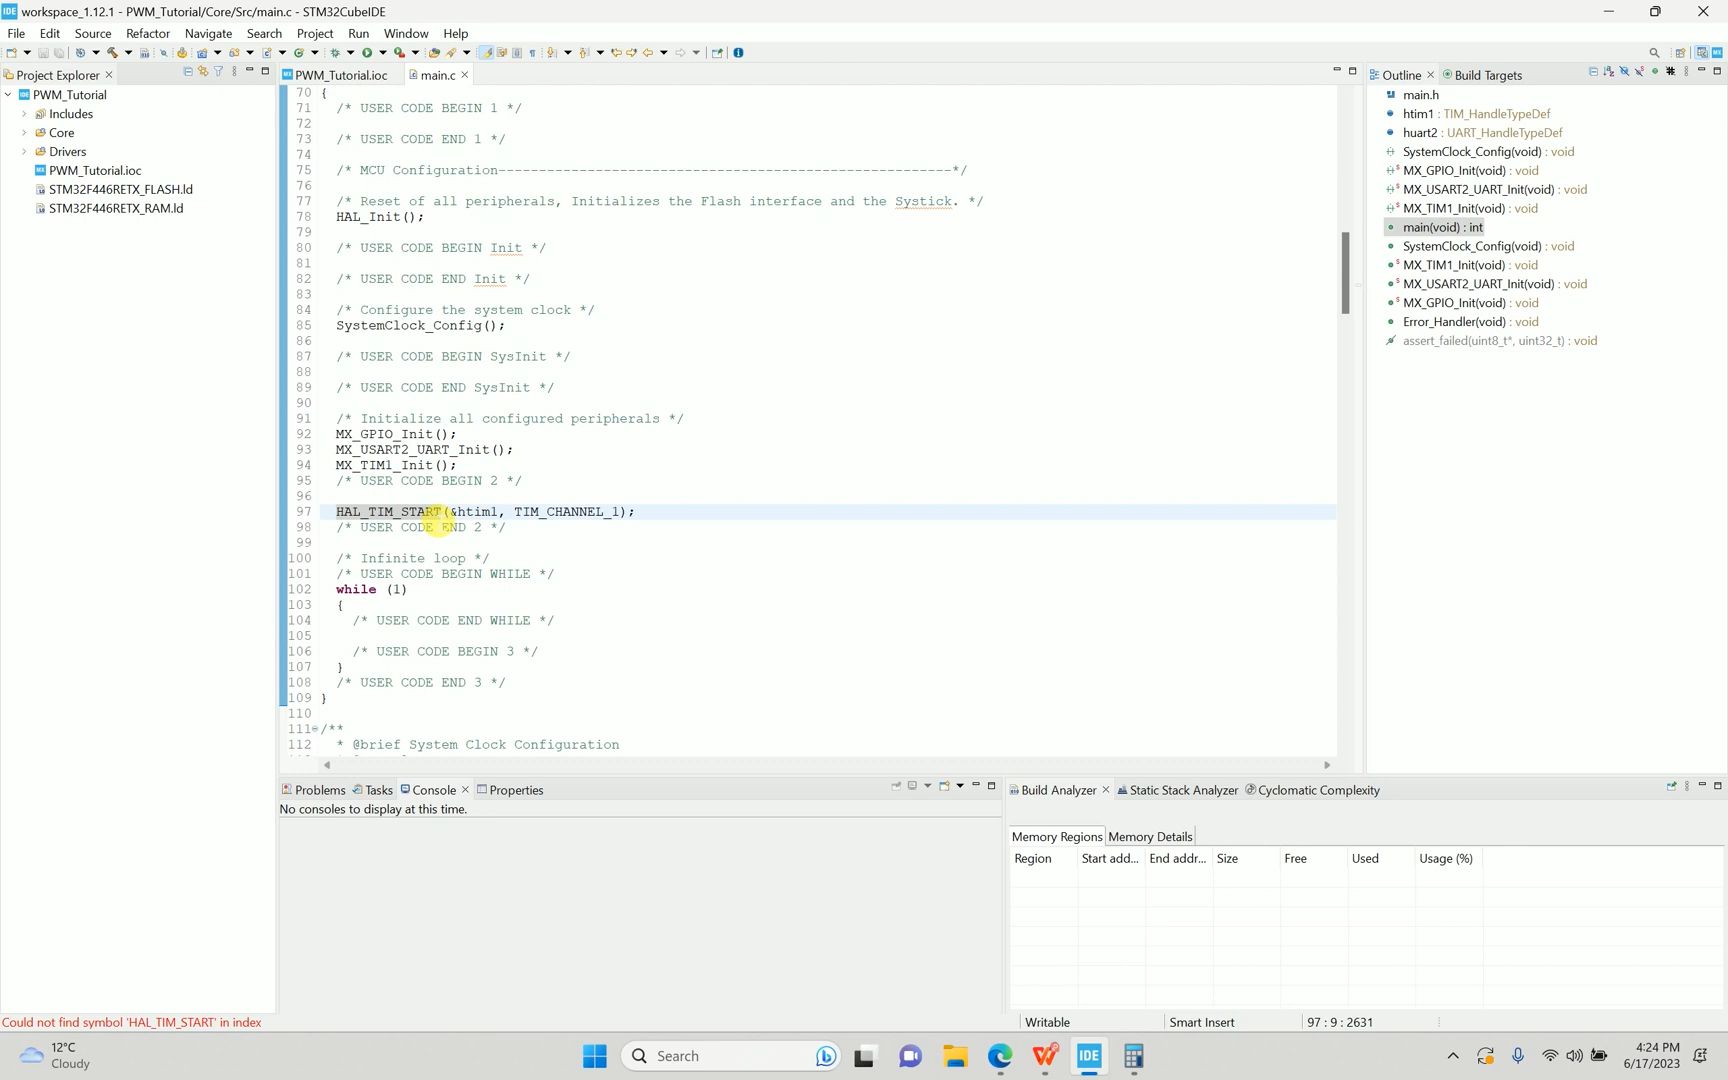 IDE workspace_1.12.1 - PWM_Tutorial/Core/Src/main.c - STM32CubeIDE
File Edit Source Refactor Navigate Search Project Run Window Help
Project Explorer
PWM_Tutorial
Includes
Core
Drivers
PWM_Tutorial.ioc
STM32F446RETX_FLASH.ld
STM32F446RETX_RAM.ld
PWM_Tutorial.ioc main.c
70 {
71 /* USER CODE BEGIN 1 */
72
73 /* USER CODE END 1 */
74
75 /* MCU Configuration--------------------------------------------------------*/
76
77 /* Reset of all peripherals, Initializes the Flash interface and the Systick. */
78 HAL_Init();
79
80 /* USER CODE BEGIN Init */
81
82 /* USER CODE END Init */
83
84 /* Configure the system clock */
85 SystemClock_Config();
86
87 /* USER CODE BEGIN SysInit */
88
89 /* USER CODE END SysInit */
90
91 /* Initialize all configured peripherals */
92 MX_GPIO_Init();
93 MX_USART2_UART_Init();
94 MX_TIM1_Init();
95 /* USER CODE BEGIN 2 */
96
97 HAL_TIM_START(&htim1, TIM_CHANNEL_1);
98 /* USER CODE END 2 */
99
100 /* Infinite loop */
101 /* USER CODE BEGIN WHILE */
102 while (1)
103 {
104 /* USER CODE END WHILE */
105
106 /* USER CODE BEGIN 3 */
107 }
108 /* USER CODE END 3 */
109 }
110
111 /**
112 * @brief System Clock Configuration
Outline Build Targets
main.h
htim1 : TIM_HandleTypeDef
huart2 : UART_HandleTypeDef
SystemClock_Config(void) : void
MX_GPIO_Init(void) : void
MX_USART2_UART_Init(void) : void
MX_TIM1_Init(void) : void
main(void) : int
SystemClock_Config(void) : void
MX_TIM1_Init(void) : void
MX_USART2_UART_Init(void) : void
MX_GPIO_Init(void) : void
Error_Handler(void) : void
assert_failed(uint8_t*, uint32_t) : void
Problems Tasks Console Properties
No consoles to display at this time.
Build Analyzer Static Stack Analyzer Cyclomatic Complexity
Memory Regions Memory Details
Region Start add... End addr... Size Free Used Usage (%)
Could not find symbol 'HAL_TIM_START' in index
Writable Smart Insert 97 : 9 : 2631
12°C
Cloudy
Search
IDE
4:24 PM
6/17/2023